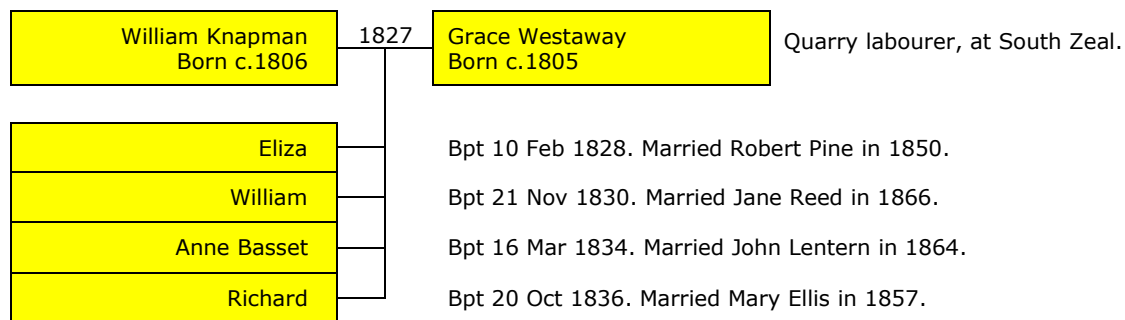 William Knapman
Born c.1806
1827
Grace Westaway
Born c.1805
Quarry labourer, at South Zeal.
Eliza
Bpt 10 Feb 1828. Married Robert Pine in 1850.
William
Bpt 21 Nov 1830. Married Jane Reed in 1866.
Anne Basset
Bpt 16 Mar 1834. Married John Lentern in 1864.
Richard
Bpt 20 Oct 1836. Married Mary Ellis in 1857.